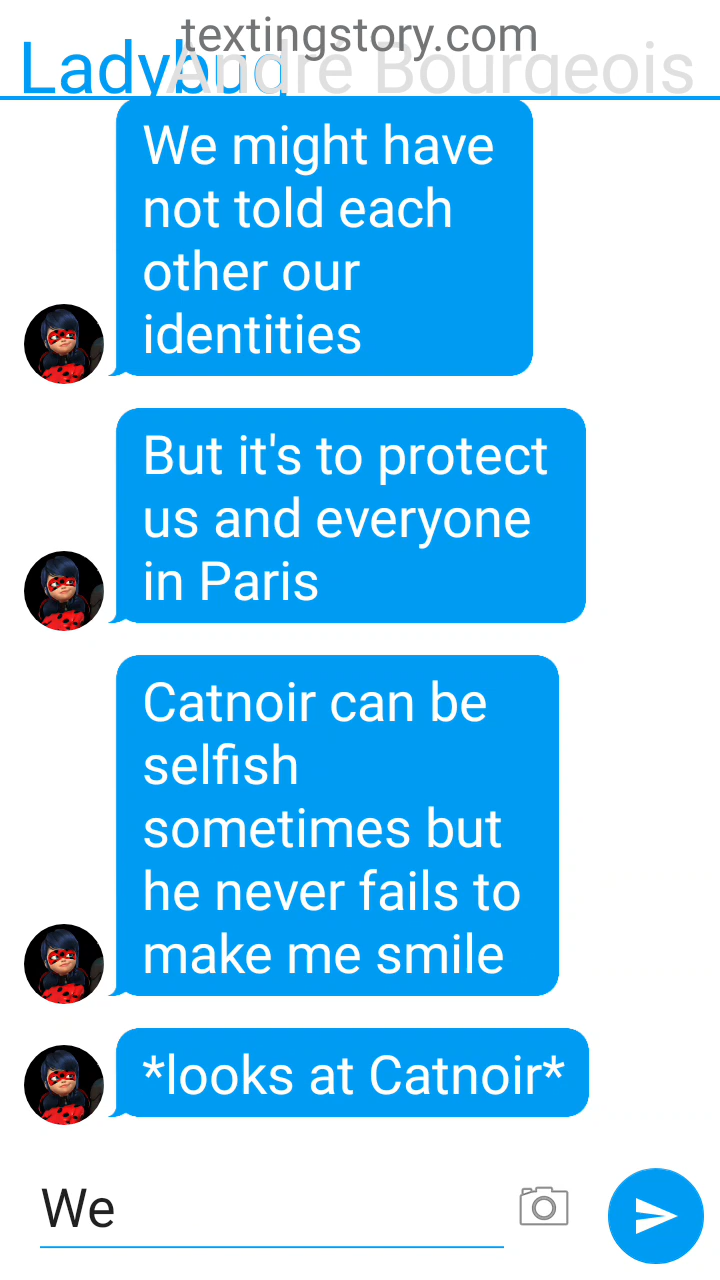 textingstory.com
Ladybug Andre Bourgeois
We might have
not told each
other our
identities
But it's to protect
us and everyone
in Paris
Catnoir can be
selfish
sometimes but
he never fails to
make me smile
*looks at Catnoir*
We